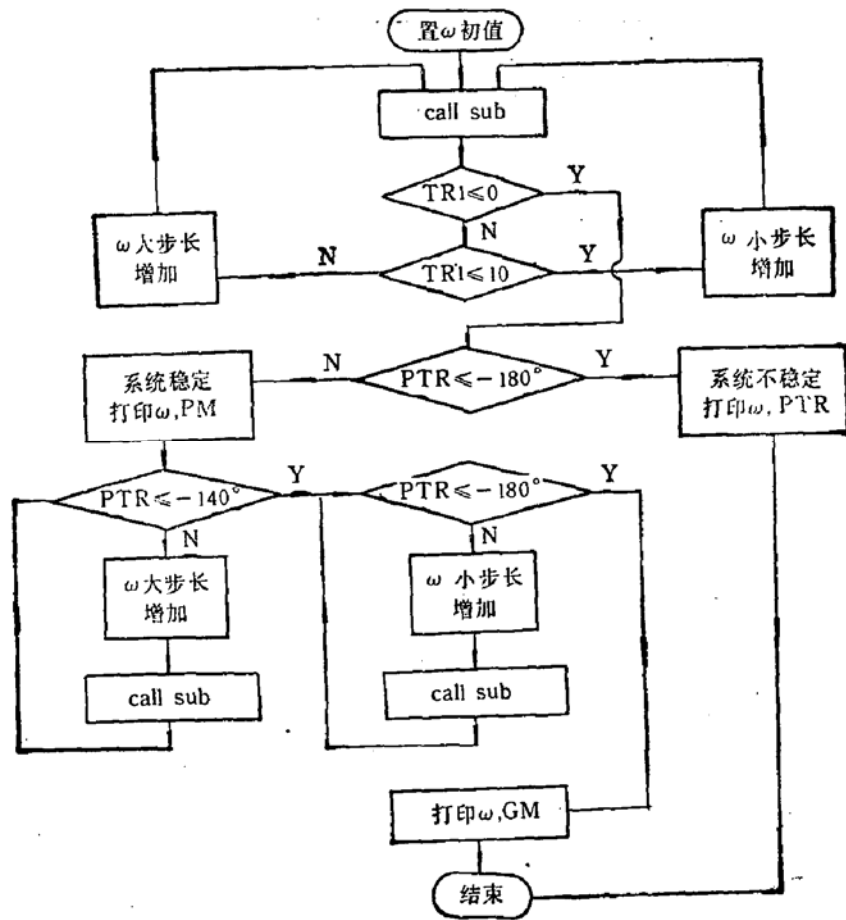 置ω初值
call sub
TR1≤0
Y
N
ω大步长
增加
N
TR1≤10
Y
ω 小步长
增加
系统稳定
打印ω,PM
N
PTR≤-180°
Y
系统不稳定
打印ω,PTR
PTR≤-140°
Y
PTR≤-180°
Y
N
N
ω大步长
增加
ω 小步长
增加
call sub
call sub
打印ω,GM
结束